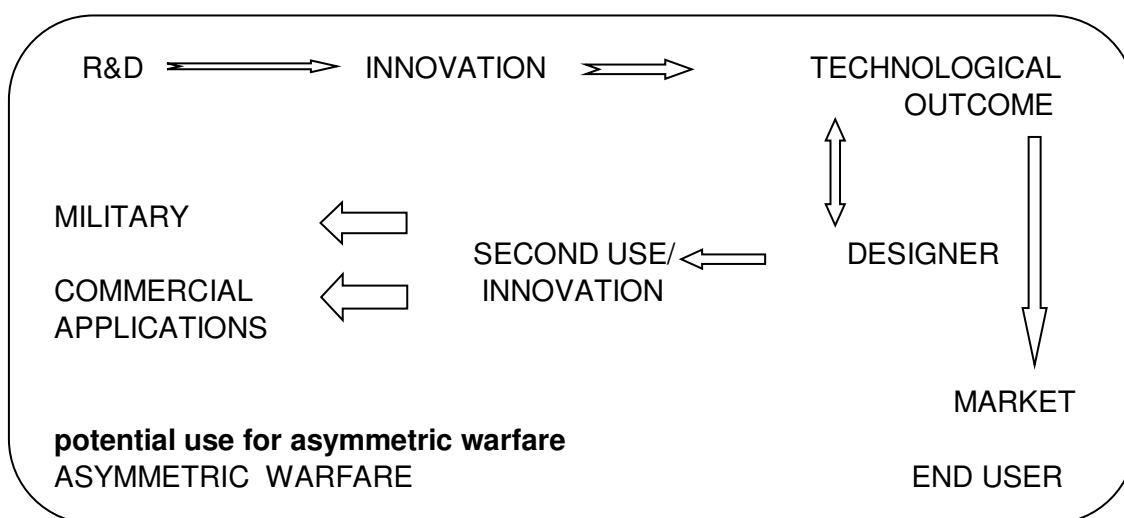 R&D INNOVATION TECHNOLOGICAL
OUTCOME
MILITARY
SECOND USE/ DESIGNER
INNOVATION
COMMERCIAL
APPLICATIONS
MARKET
potential use for asymmetric warfare
ASYMMETRIC WARFARE END USER